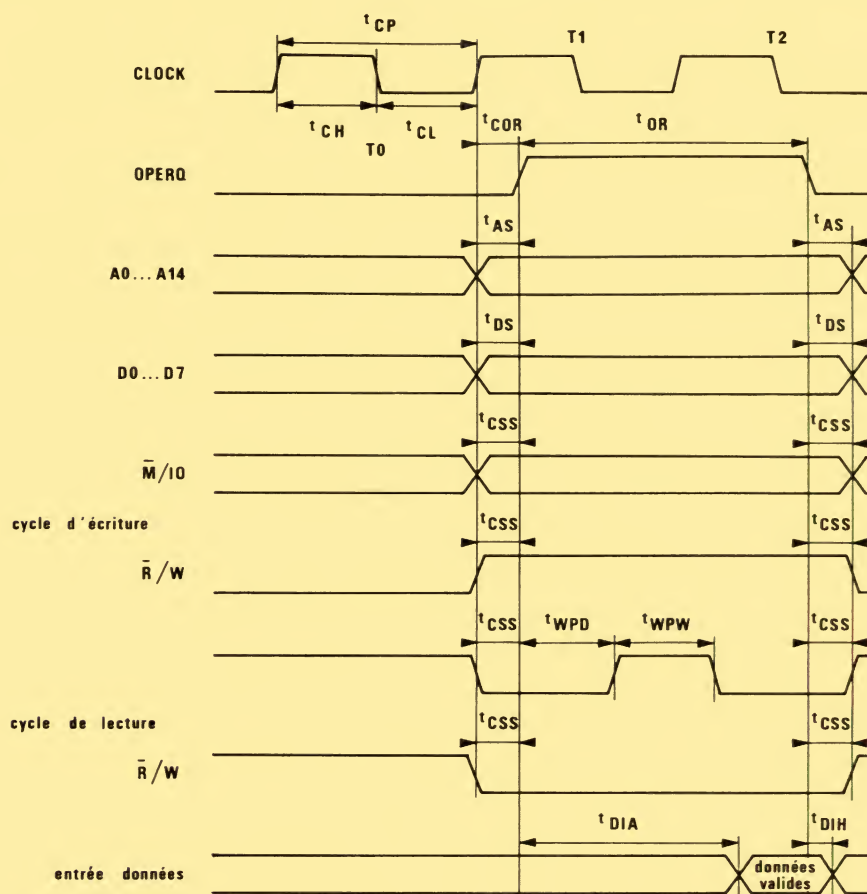 tCP
T1 T2
CLOCK
tCH tCL tCOR tOR
T0
OPERQ
tAS tAS
A0...A14
tDS tDS
D0...D7
tCSS tCSS
M̄/IO
cycle d'écriture tCSS tCSS
R̄/W
tCSS tWPD tWPW tCSS
cycle de lecture tCSS tCSS
R̄/W
tDIA tDIH
entrée données données
valides